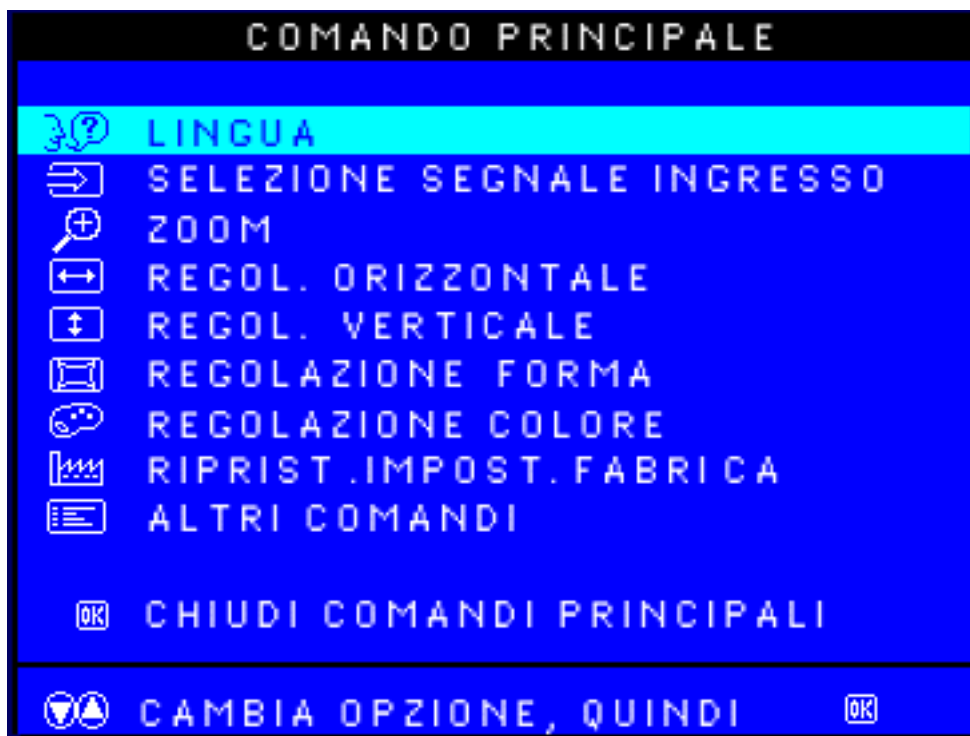 COMANDO PRINCIPALE
LINGUA
SELEZIONE SEGNALE INGRESSO
ZOOM
REGOL. ORIZZONTALE
REGOL. VERTICALE
REGOLAZIONE FORMA
REGOLAZIONE COLORE
RIPRIST.IMPOST.FABRICA
ALTRI COMANDI
OK CHIUDI COMANDI PRINCIPALI
CAMBIA OPZIONE, QUINDI OK